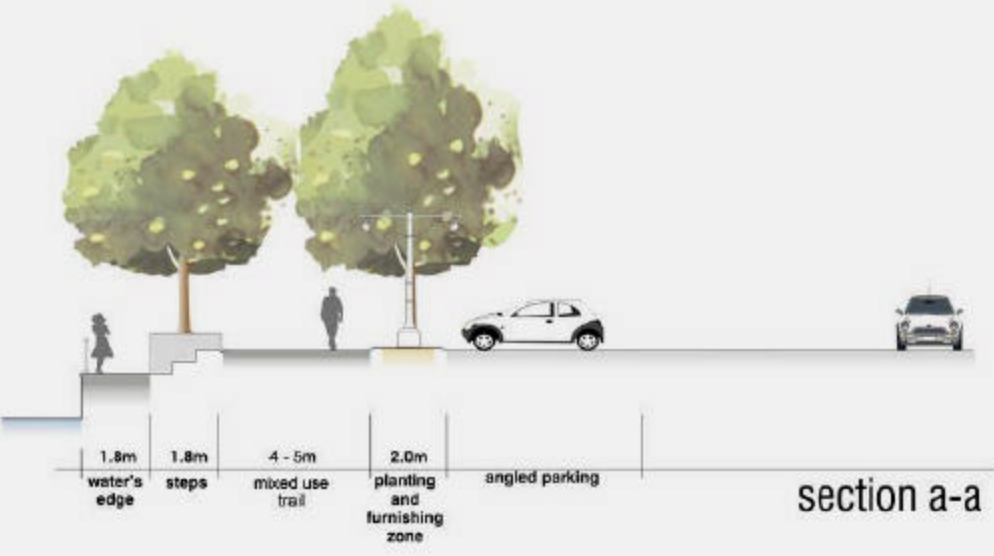 1.8m
1.8m
4 - 5m
2.0m
water's
edge
steps
mixed use
trail
planting
and
furnishing
zone
angled parking
section a-a